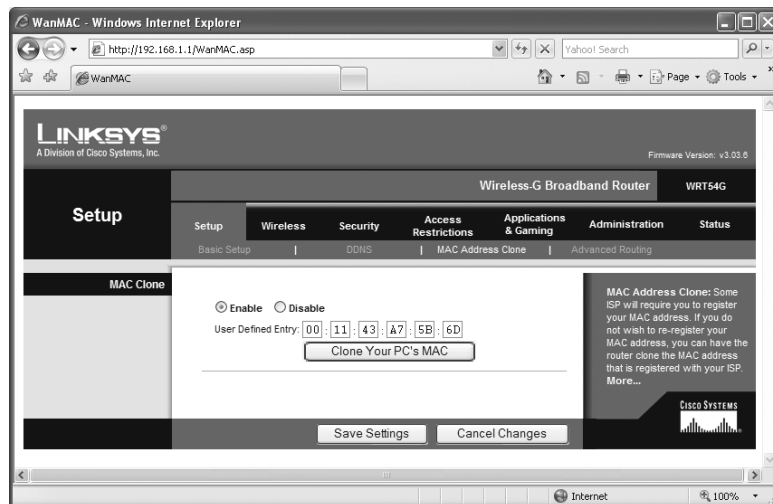 WanMAC - Windows Internet Explorer
http://192.168.1.1/WanMAC.asp
Yahoo! Search
WanMAC
Page
Tools
LINKSYS®
A Division of Cisco Systems, Inc.
Firmware Version: v3.03.6
Wireless-G Broadband Router WRT54G
Setup
Setup Wireless Security Access Restrictions Applications & Gaming Administration Status
Basic Setup | DDNS | MAC Address Clone | Advanced Routing
MAC Clone
Enable Disable
User Defined Entry: 00 : 11 : 43 : A7 : 5B : 6D
Clone Your PC's MAC
MAC Address Clone: Some
ISP will require you to register
your MAC address. If you do
not wish to re-register your
MAC address, you can have the
router clone the MAC address
that is registered with your ISP.
More...
CISCO SYSTEMS
Save Settings Cancel Changes
Internet 100%